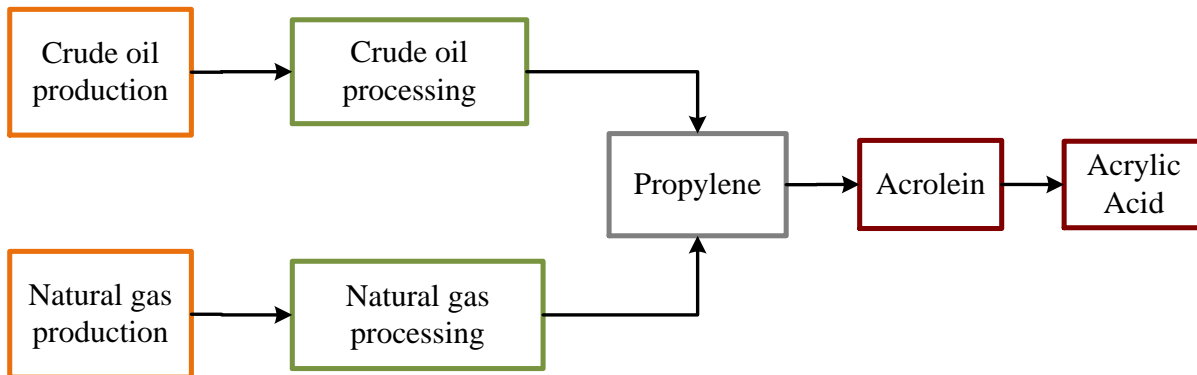 Crude oil
production
Crude oil
processing
Propylene
Acrolein
Acrylic
Acid
Natural gas
production
Natural gas
processing